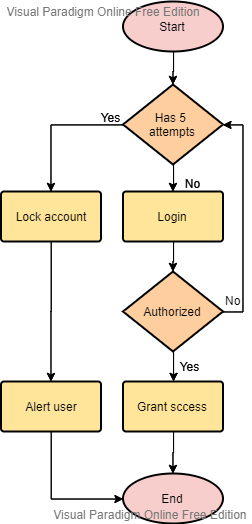 Visual Paradigm Online Free Edition
Start
Has 5
attempts
Yes
No
Lock account
Login
Authorized
No
Yes
Alert user
Grant sccess
End
Visual Paradigm Online Free Edition